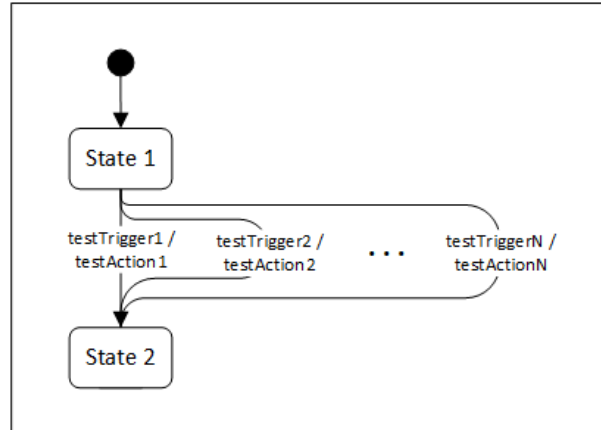 State 1
testTrigger1 /
testAction1
testTrigger2 /
testAction2
...
testTriggerN /
testActionN
State 2